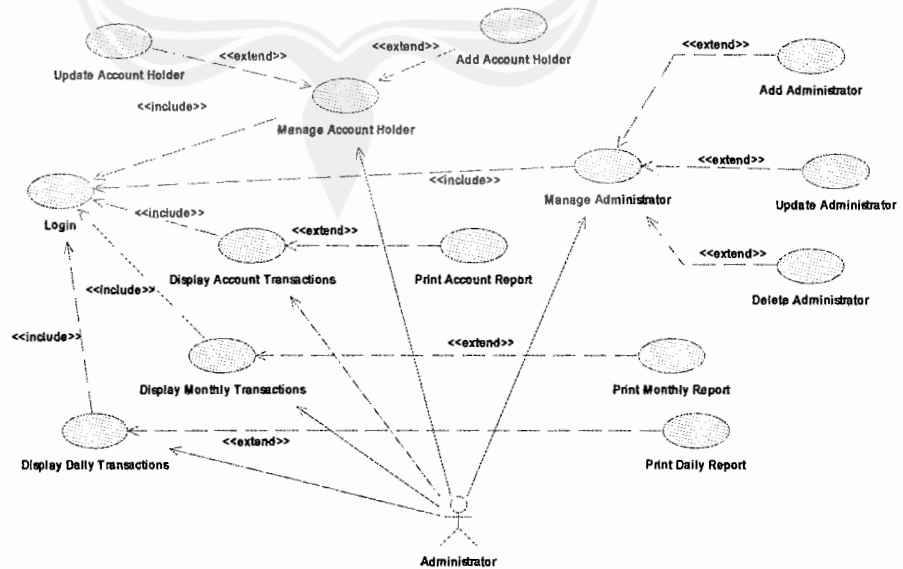 <<extend>>
<<extend>>
<<extend>>
Add Account Holder
Update Account Holder
Add Administrator
<<include>>
Manage Account Holder
<<extend>>
<<include>>
Manage Administrator
Update Administrator
<<include>>
Login
<<extend>>
<<extend>>
Display Account Transactions
Print Account Report
<<include>>
Delete Administrator
<<include>>
<<extend>>
Display Monthly Transactions
Print Monthly Report
<<extend>>
Display Daily Transactions
Print Daily Report
Administrator